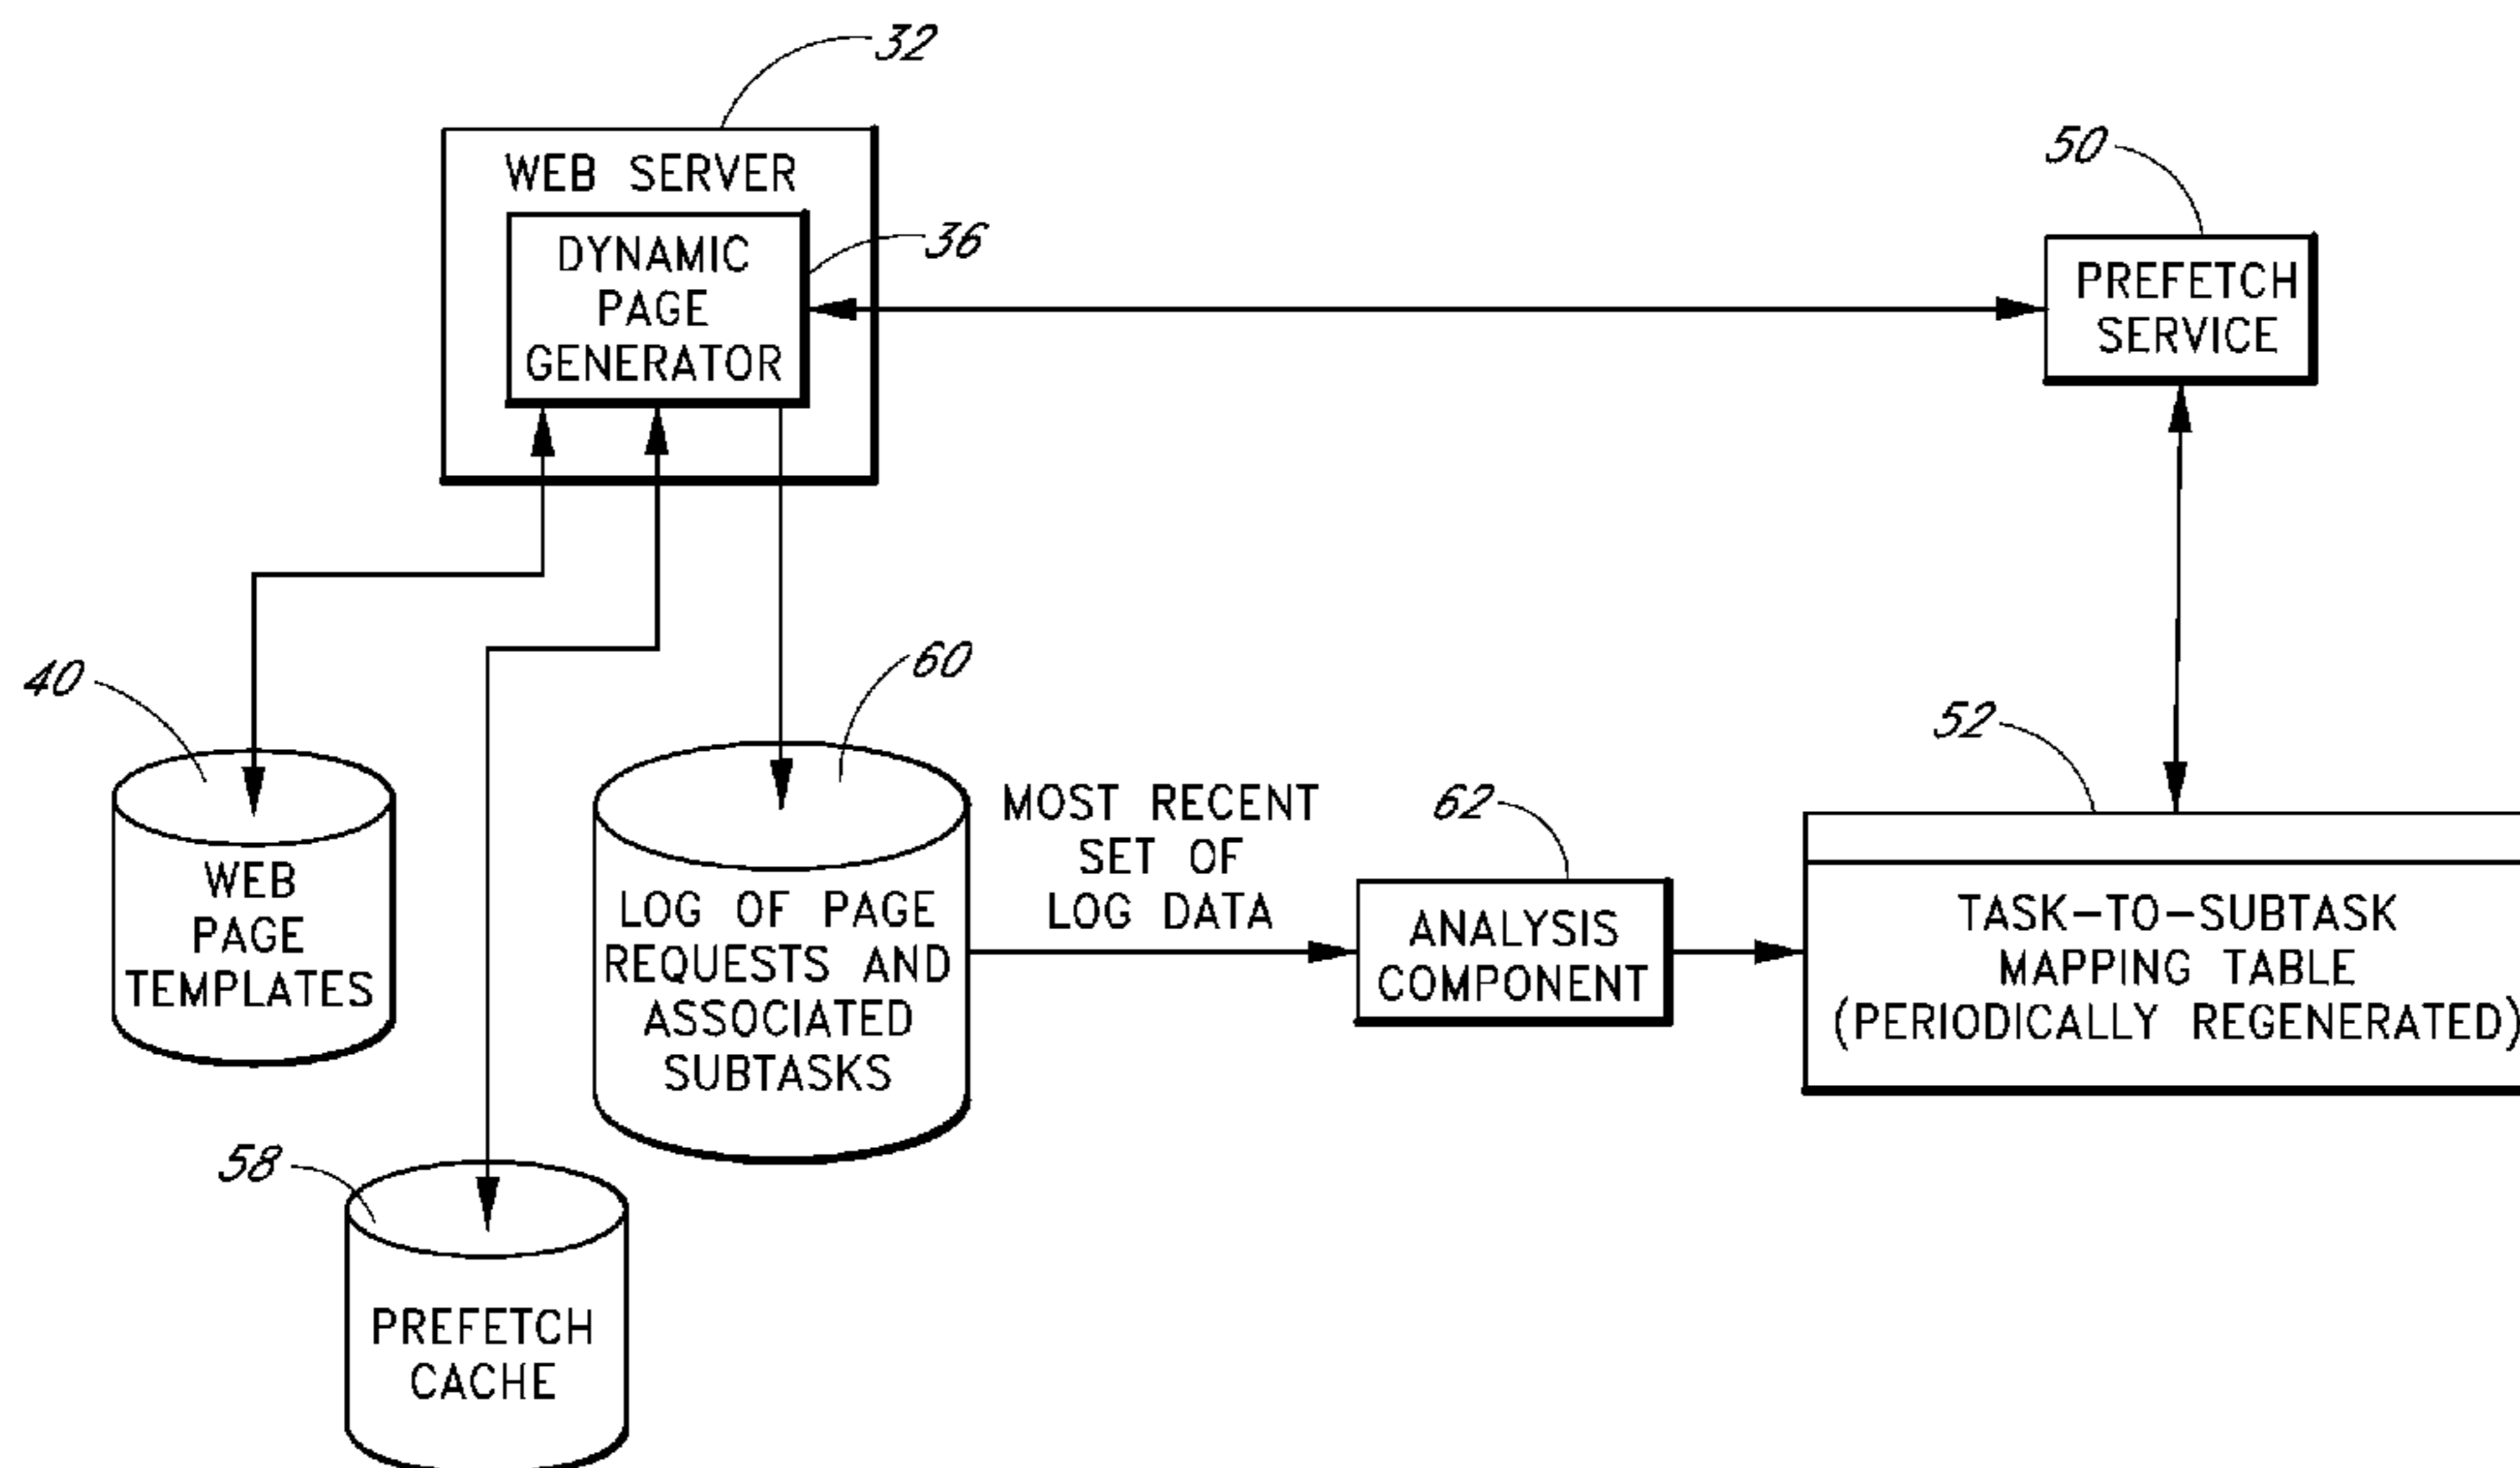 32
WEB SERVER
50
36
DYNAMIC
PAGE
GENERATOR
PREFETCH
SERVICE
40
60
52
62
MOST RECENT
SET OF
LOG DATA
WEB
PAGE
TEMPLATES
LOG OF PAGE
REQUESTS AND
ASSOCIATED
SUBTASKS
ANALYSIS
COMPONENT
TASK-TO-SUBTASK
MAPPING TABLE
(PERIODICALLY REGENERATED)
58
PREFETCH
CACHE